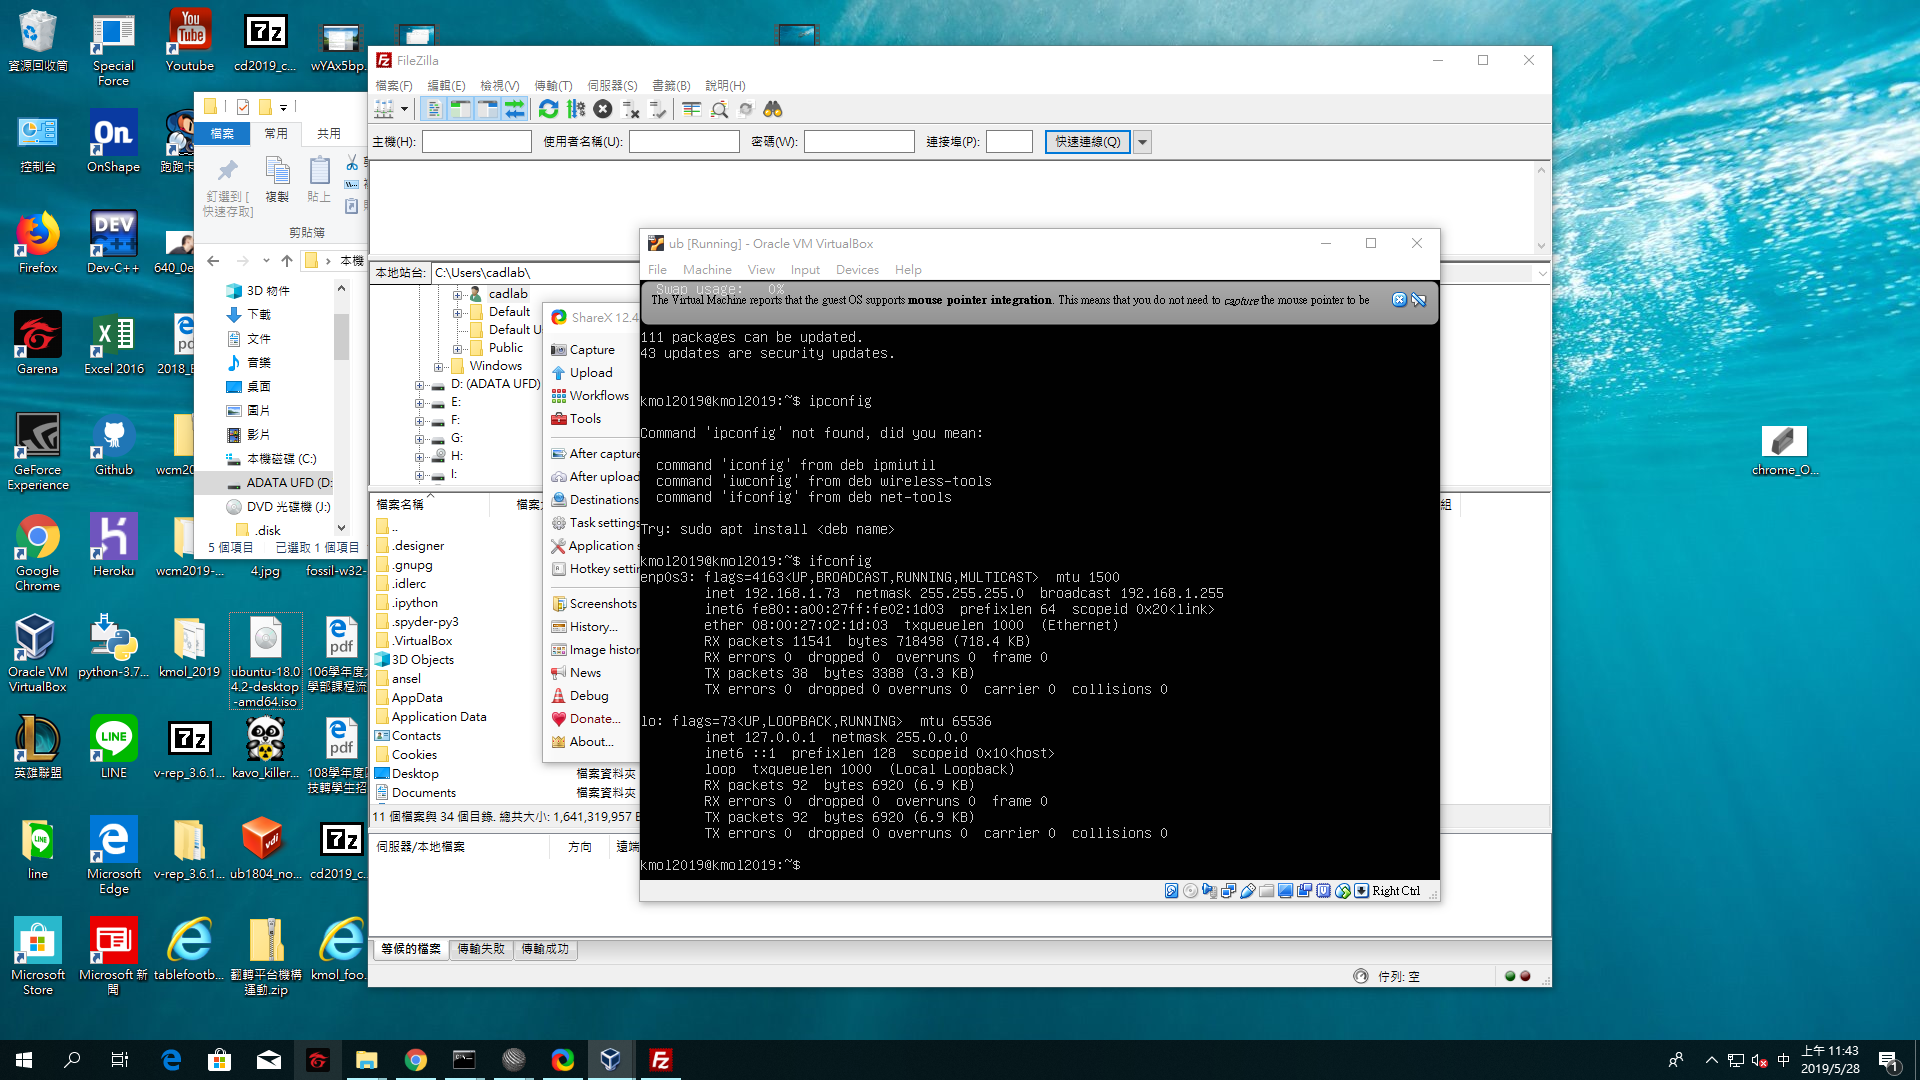 資源回收筒
Special Force
Youtube
cd2019_c...
wYAx5bp...
控制台
OnShape
跑跑卡
Firefox
Dev-C++
640_0e
Garena
Excel 2016
2018_E
GeForce Experience
Github
wcm2019
Google Chrome
Heroku
wcm2019-...
4.jpg
fossil-w32-
Oracle VM VirtualBox
python-3.7...
kmol_2019
ubuntu-18.04.2-desktop-amd64.iso
106學年度
學部課程流
英雄聯盟
LINE
v-rep_3.6.1...
kavo_killer...
108學年度
技轉學生招
line
Microsoft Edge
v-rep_3.6.1...
ub1804_no...
cd2019_c...
Microsoft Store
Microsoft 新聞
tablefootb...
翻轉平台機構運動.zip
kmol_foo...
chrome_O...
檔案 常用 共用
釘選到 [快速存取]
複製
貼上
剪貼簿
本機
3D 物件
下載
文件
音樂
桌面
圖片
影片
本機磁碟 (C:)
ADATA UFD (D:
DVD 光碟機 (J:)
.disk
5 個項目 已選取 1 個項目
FileZilla
檔案(F) 編輯(E) 檢視(V) 傳輸(T) 伺服器(S) 書籤(B) 說明(H)
主機(H): 使用者名稱(U): 密碼(W): 連接埠(P): 快速連線(Q)
本地站台: C:\Users\cadlab\
cadlab
Default
Default U
Public
Windows
D: (ADATA UFD)
E:
F:
G:
H:
I:
檔案名稱
..
.designer
.gnupg
.idlerc
.ipython
.spyder-py3
.VirtualBox
3D Objects
ansel
AppData
Application Data
Contacts
Cookies
Desktop 檔案資料夾
Documents 檔案資料夾
11 個檔案與 34 個目錄. 總共大小: 1,641,319,957
伺服器/本地檔案 方向 遠端
等候的檔案 傳輸失敗 傳輸成功
佇列: 空
ShareX 12.4
Capture
Upload
Workflows
Tools
After capture
After upload
Destinations
Task settings
Application s
Hotkey setti
Screenshots
History...
Image histor
News
Debug
Donate...
About...
ub [Running] - Oracle VM VirtualBox
File Machine View Input Devices Help
Swap usage: 0%
The Virtual Machine reports that the guest OS supports mouse pointer integration. This means that you do not need to capture the mouse pointer to be
111 packages can be updated.
43 updates are security updates.
kmol2019@kmol2019:~$ ipconfig
Command 'ipconfig' not found, did you mean:
command 'iconfig' from deb ipmiutil
command 'iwconfig' from deb wireless-tools
command 'ifconfig' from deb net-tools
Try: sudo apt install <deb name>
kmol2019@kmol2019:~$ ifconfig
enp0s3: flags=4163<UP,BROADCAST,RUNNING,MULTICAST> mtu 1500
inet 192.168.1.73 netmask 255.255.255.0 broadcast 192.168.1.255
inet6 fe80::a00:27ff:fe02:1d03 prefixlen 64 scopeid 0x20<link>
ether 08:00:27:02:1d:03 txqueuelen 1000 (Ethernet)
RX packets 11541 bytes 718498 (718.4 KB)
RX errors 0 dropped 0 overruns 0 frame 0
TX packets 38 bytes 3388 (3.3 KB)
TX errors 0 dropped 0 overruns 0 carrier 0 collisions 0
lo: flags=73<UP,LOOPBACK,RUNNING> mtu 65536
inet 127.0.0.1 netmask 255.0.0.0
inet6 ::1 prefixlen 128 scopeid 0x10<host>
loop txqueuelen 1000 (Local Loopback)
RX packets 92 bytes 6920 (6.9 KB)
RX errors 0 dropped 0 overruns 0 frame 0
TX packets 92 bytes 6920 (6.9 KB)
TX errors 0 dropped 0 overruns 0 carrier 0 collisions 0
kmol2019@kmol2019:~$
Right Ctrl
中
上午 11:43
2019/5/28